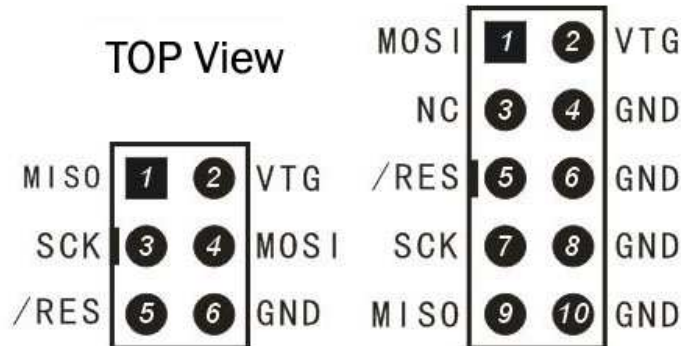 TOP View
MISO 1 2 VTG
SCK 3 4 MOSI
/RES 5 6 GND
MOSI 1 2 VTG
NC 3 4 GND
/RES 5 6 GND
SCK 7 8 GND
MISO 9 10 GND